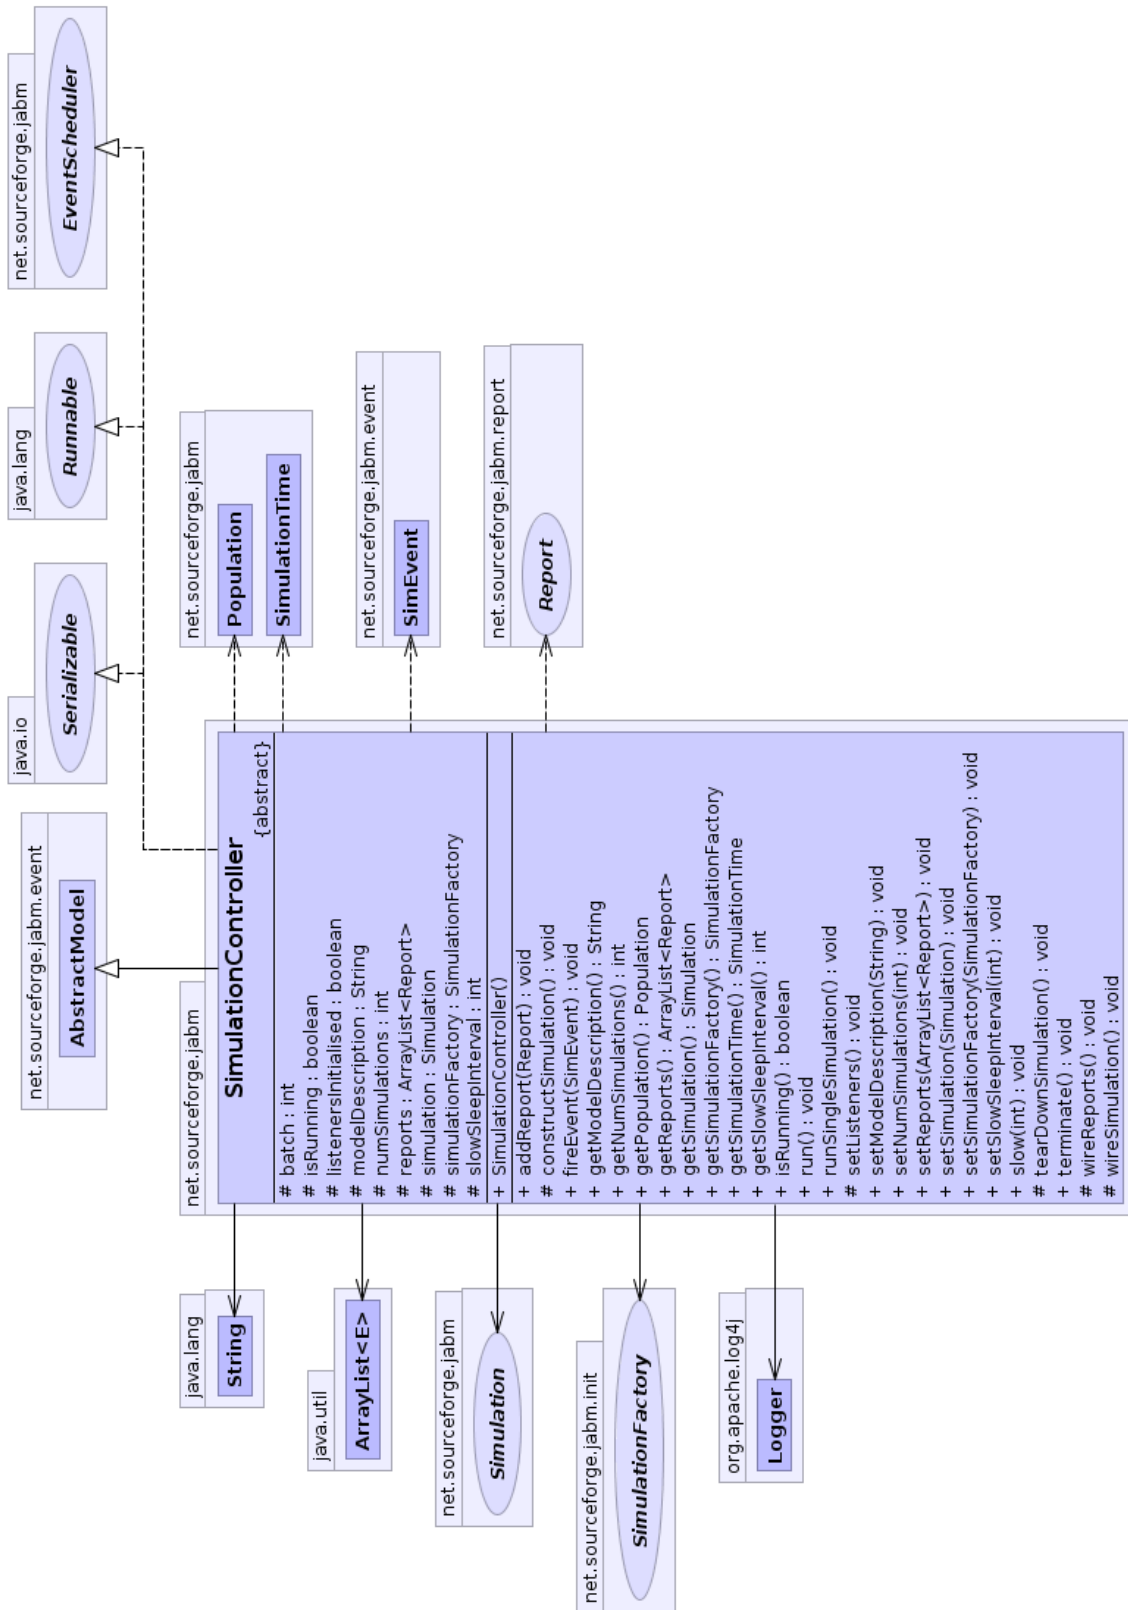 net.sourceforge.jabm.event
AbstractModel
java.io
Serializable
java.lang
Runnable
net.sourceforge.jabm
EventScheduler
java.lang
String
java.util
ArrayList<E>
net.sourceforge.jabm
Simulation
net.sourceforge.jabm.init
SimulationFactory
org.apache.log4j
Logger
net.sourceforge.jabm
SimulationController
{abstract}
# batch : int
# isRunning : boolean
# listenersInitialised : boolean
# modelDescription : String
# numSimulations : int
# reports : ArrayList<Report>
# simulation : Simulation
# simulationFactory : SimulationFactory
# slowSleepInterval : int
+ SimulationController()
+ addReport(Report) : void
# constructSimulation() : void
+ fireEvent(SimEvent) : void
+ getModelDescription() : String
+ getNumSimulations() : int
+ getPopulation() : Population
+ getReports() : ArrayList<Report>
+ getSimulation() : Simulation
+ getSimulationFactory() : SimulationFactory
+ getSimulationTime() : SimulationTime
+ getSlowSleepInterval() : int
+ isRunning() : boolean
+ run() : void
+ runSingleSimulation() : void
# setListeners() : void
+ setModelDescription(String) : void
+ setNumSimulations(int) : void
+ setReports(ArrayList<Report>) : void
+ setSimulation(Simulation) : void
+ setSimulationFactory(SimulationFactory) : void
+ setSlowSleepInterval(int) : void
+ slow(int) : void
# tearDownSimulation() : void
+ terminate() : void
# wireReports() : void
# wireSimulation() : void
net.sourceforge.jabm
Population
SimulationTime
net.sourceforge.jabm.event
SimEvent
net.sourceforge.jabm.report
Report